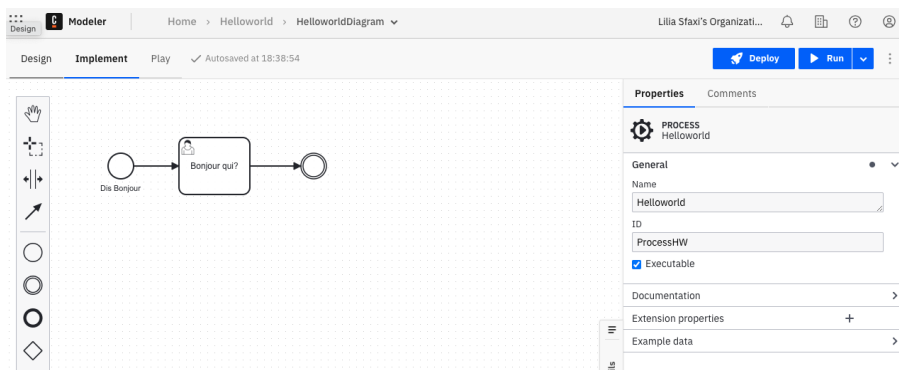 Design
C Modeler
Home > Helloworld > HelloworldDiagram
Lilia Sfaxi's Organizati...
Design
Implement
Play
Autosaved at 18:38:54
Deploy
Run
Properties
Comments
PROCESS
Helloworld
General
Name
Helloworld
ID
ProcessHW
Executable
Documentation
Extension properties
Example data
Dis Bonjour
Bonjour qui?
ils